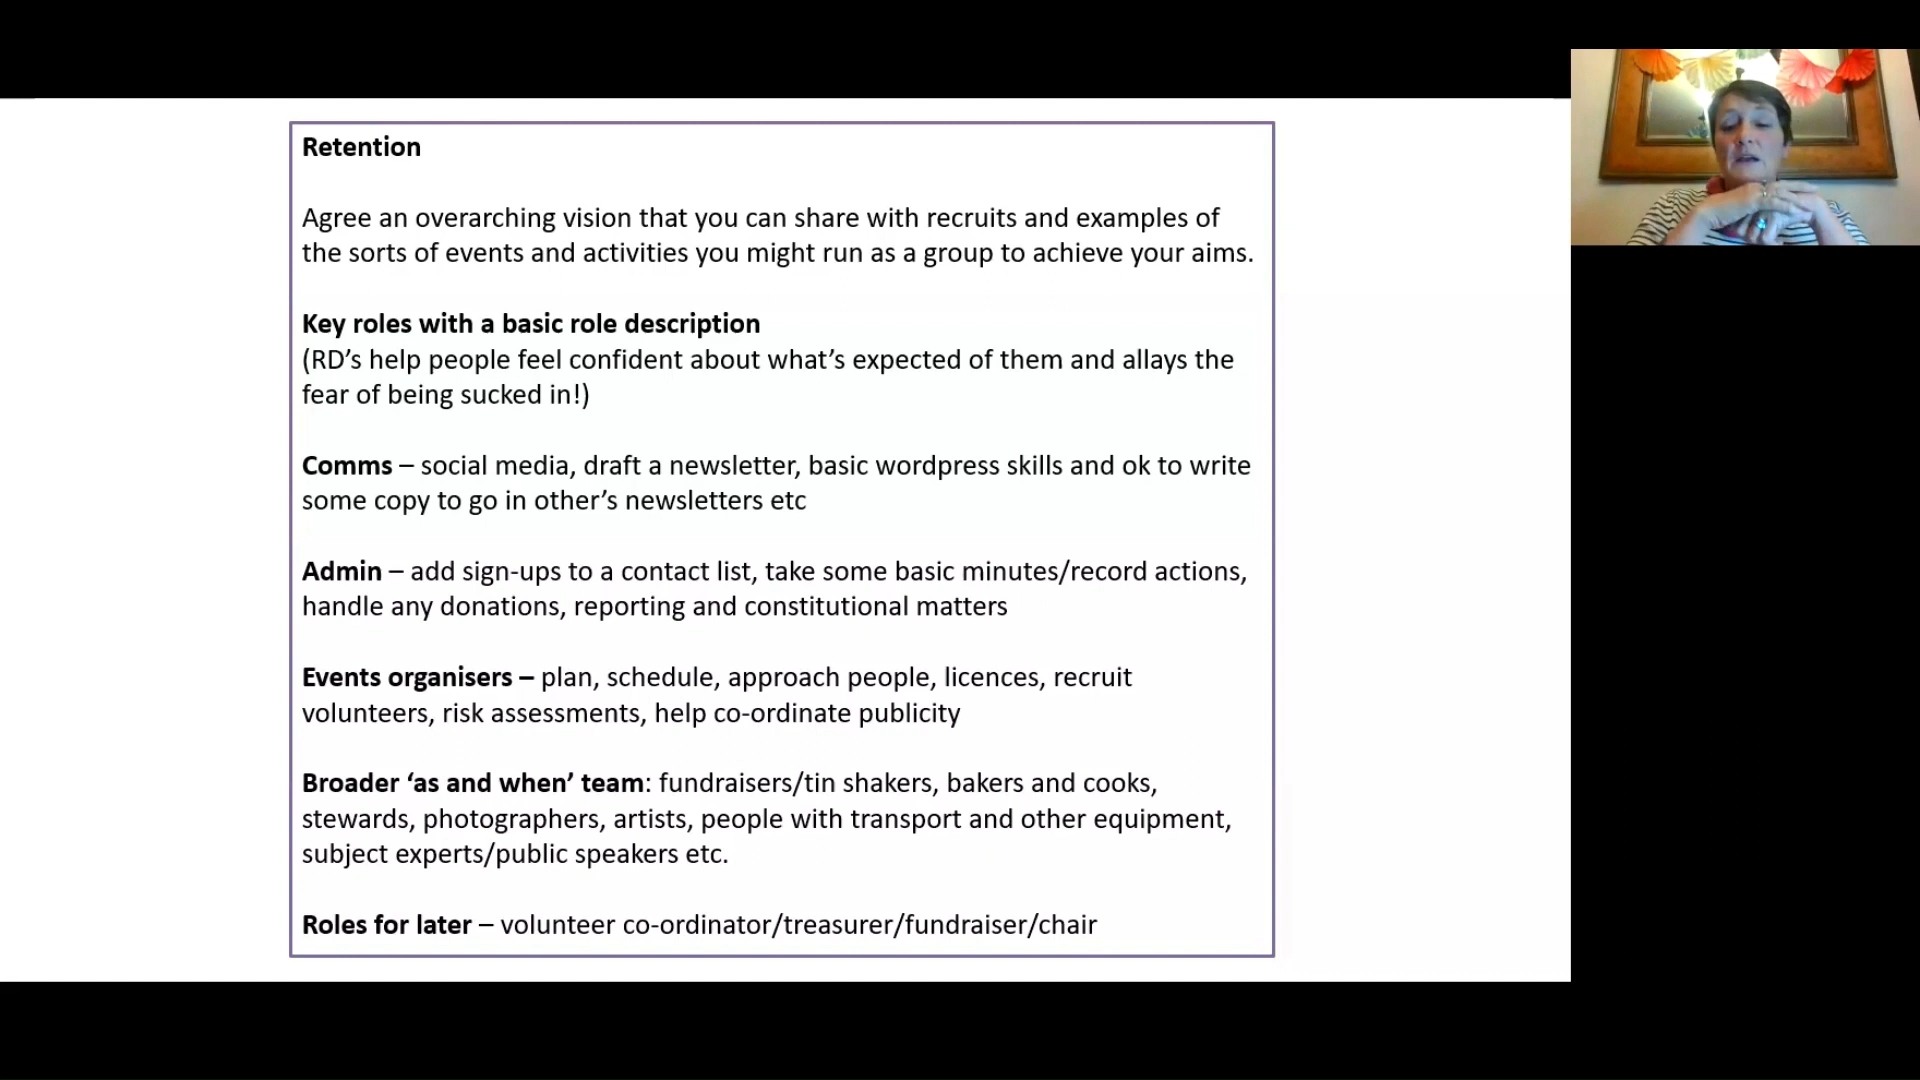 Retention
Agree an overarching vision that you can share with recruits and examples of
the sorts of events and activities you might run as a group to achieve your aims.
Key roles with a basic role description
(RD’s help people feel confident about what’s expected of them and allays the
fear of being sucked in!)
Comms – social media, draft a newsletter, basic wordpress skills and ok to write
some copy to go in other’s newsletters etc
Admin – add sign-ups to a contact list, take some basic minutes/record actions,
handle any donations, reporting and constitutional matters
Events organisers – plan, schedule, approach people, licences, recruit
volunteers, risk assessments, help co-ordinate publicity
Broader ‘as and when’ team: fundraisers/tin shakers, bakers and cooks,
stewards, photographers, artists, people with transport and other equipment,
subject experts/public speakers etc.
Roles for later – volunteer co-ordinator/treasurer/fundraiser/chair